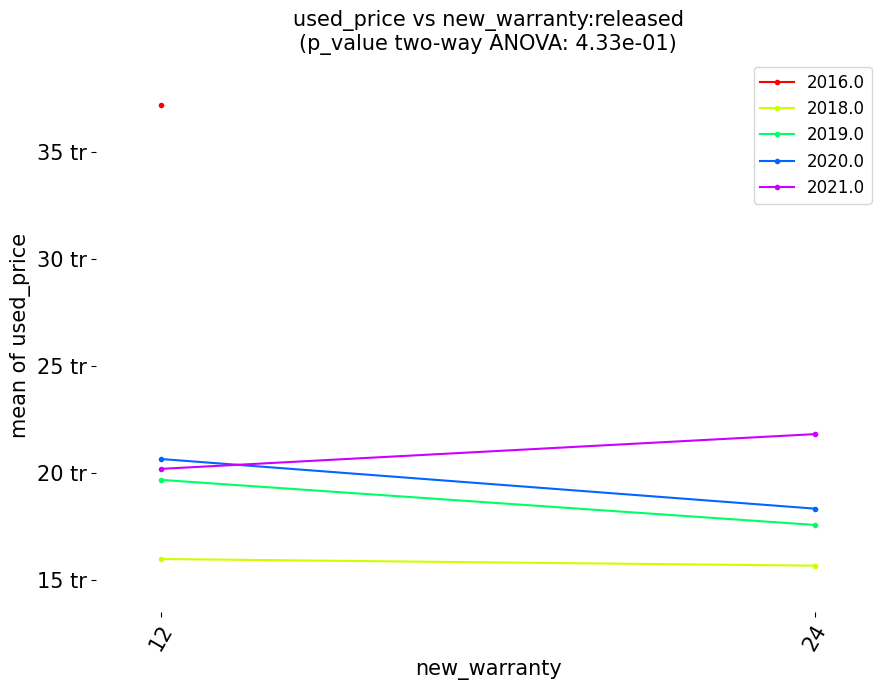 used_price vs new_warranty:released
(p_value two-way ANOVA: 4.33e-01)
2016.0
2018.0
2019.0
2020.0
2021.0
35 tr
30 tr
25 tr
20 tr
15 tr
mean of used_price
12
24
new_warranty